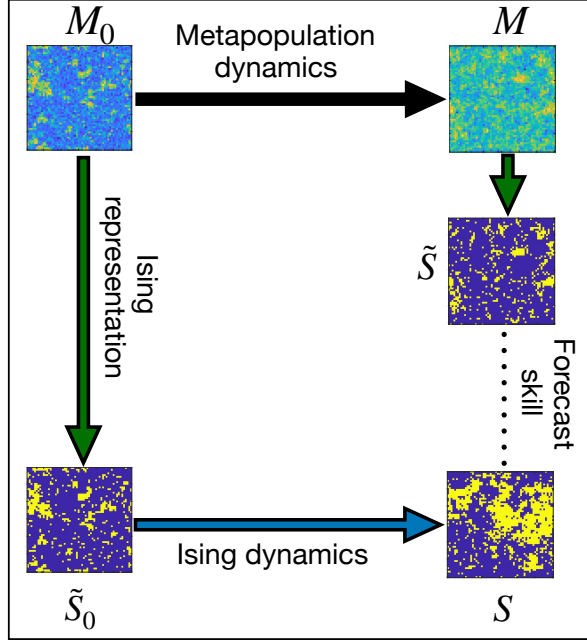 M₀
Metapopulation
dynamics
M
Ising
representation
S̃
Forecast
skill
Ising dynamics
S̃₀
S